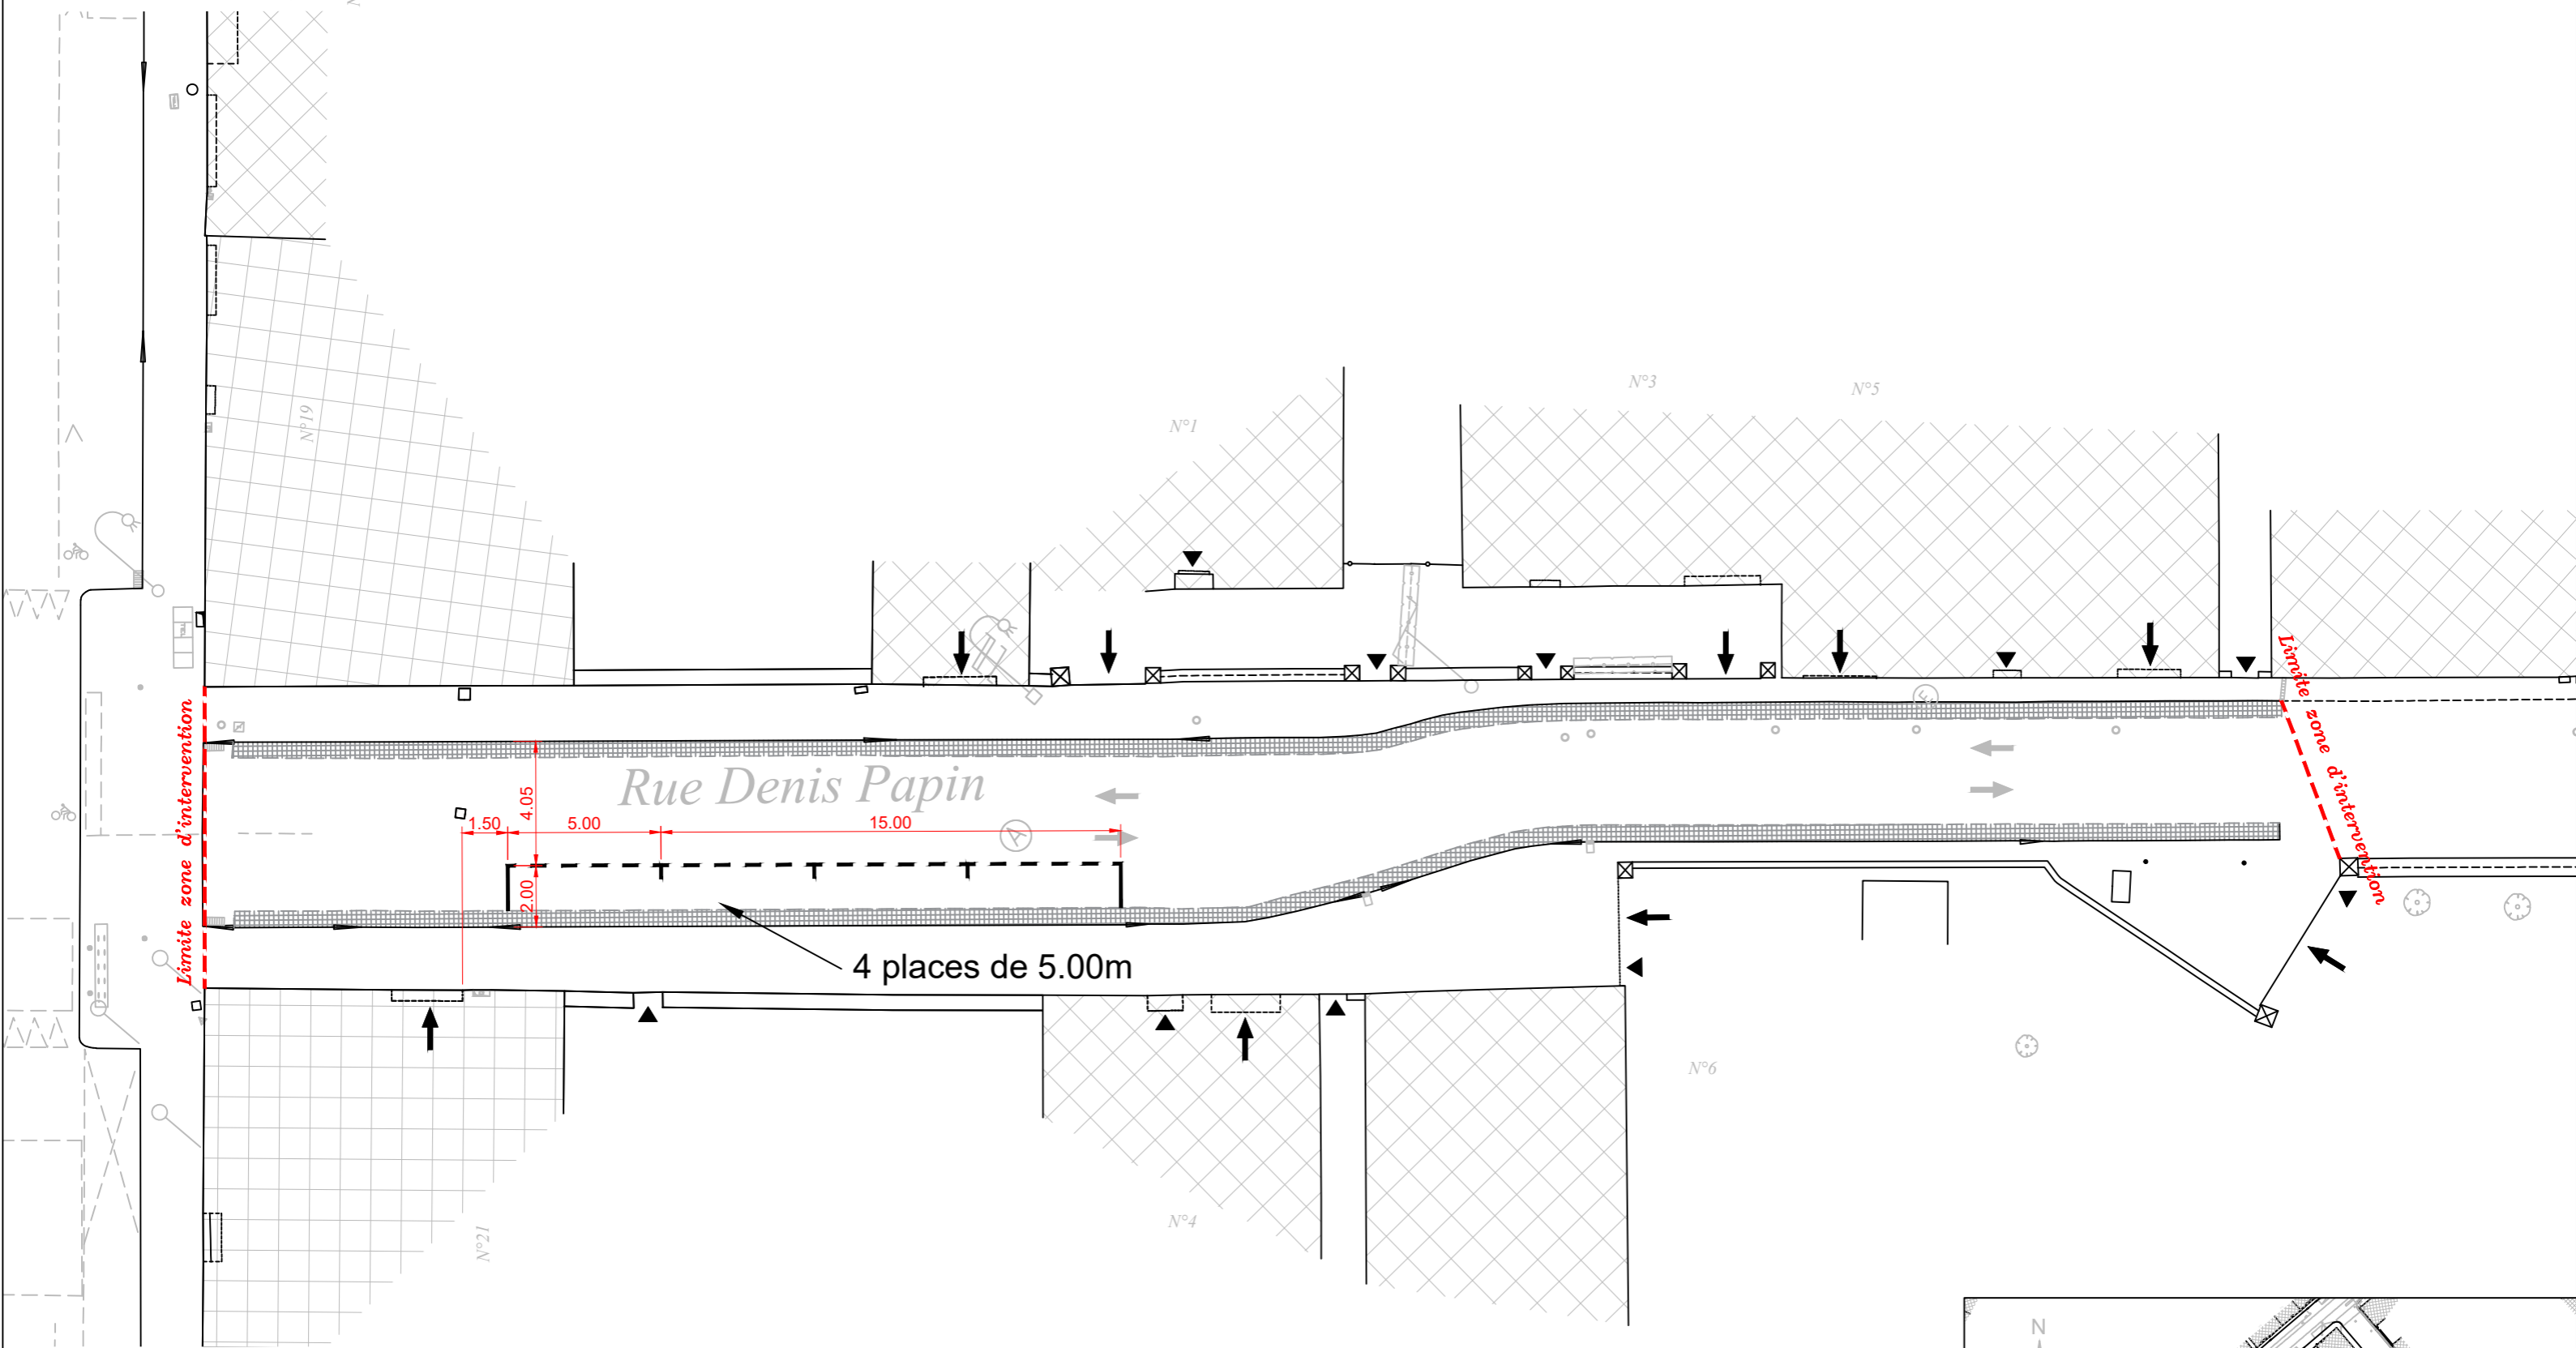 N°19
N°1
N°3
N°5
Limite zone d'intervention
Limite zone d'intervention
E
Rue Denis Papin
4.05
1.50
5.00
15.00
A
2.00
4 places de 5.00m
N°6
N°21
N°4
N